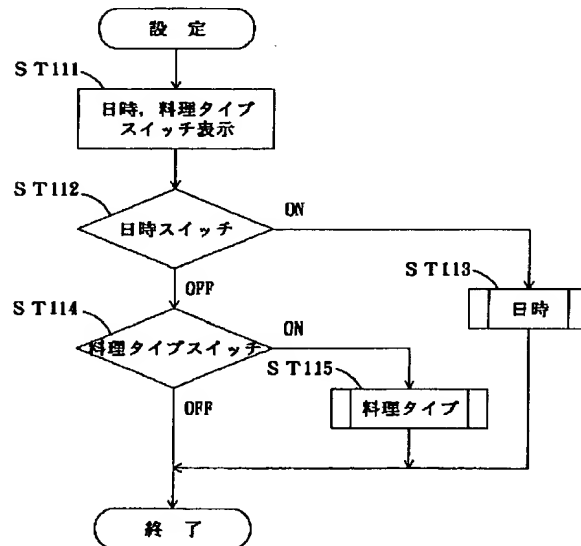 設 定
ST111
日時,料理タイプ
スイッチ表示
ST112
日時スイッチ
ON
OFF
ST113
日時
ST114
料理タイプスイッチ
ON
OFF
ST115
料理タイプ
終 了